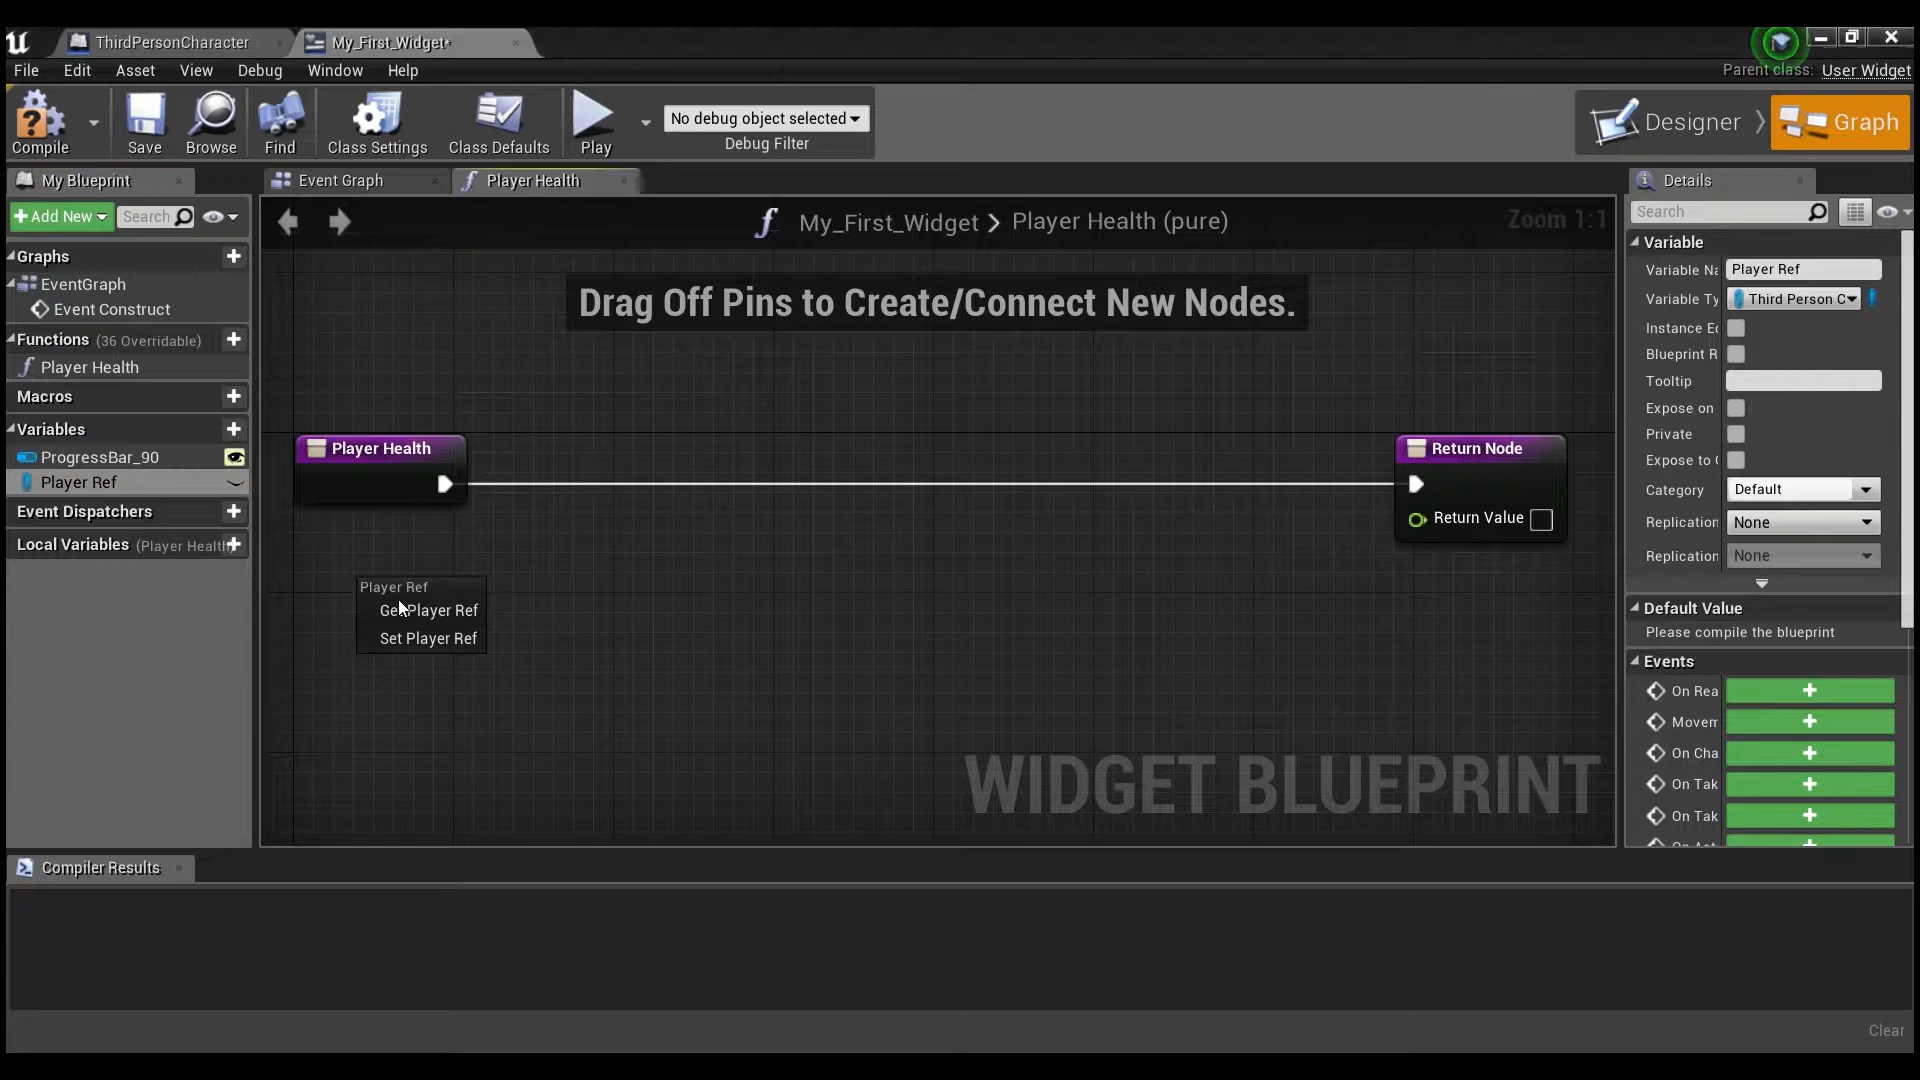 ThirdPersonCharacter
My_First_Widget*
File
Edit
Asset
View
Debug
Window
Help
Parent class:
User Widget
Compile
Save
Browse
Find
Class Settings
Class Defaults
Play
No debug object selected
Debug Filter
Designer
Graph
My Blueprint
Event Graph
Player Health
Details
Add New
Search
My_First_Widget > Player Health (pure)
Zoom 1:1
Search
Graphs
EventGraph
Event Construct
Functions (36 Overridable)
Player Health
Macros
Variables
ProgressBar_90
Player Ref
Event Dispatchers
Local Variables (Player Health
Drag Off Pins to Create/Connect New Nodes.
Player Health
Return Node
Return Value
Player Ref
Get Player Ref
Set Player Ref
WIDGET BLUEPRINT
Variable
Variable Na
Player Ref
Variable Ty
Third Person C
Instance Ec
Blueprint R
Tooltip
Expose on
Private
Expose to C
Category
Default
Replication
None
Replication
None
Default Value
Please compile the blueprint
Events
On Rea
Movem
On Cha
On Tak
On Tak
Compiler Results
Clear